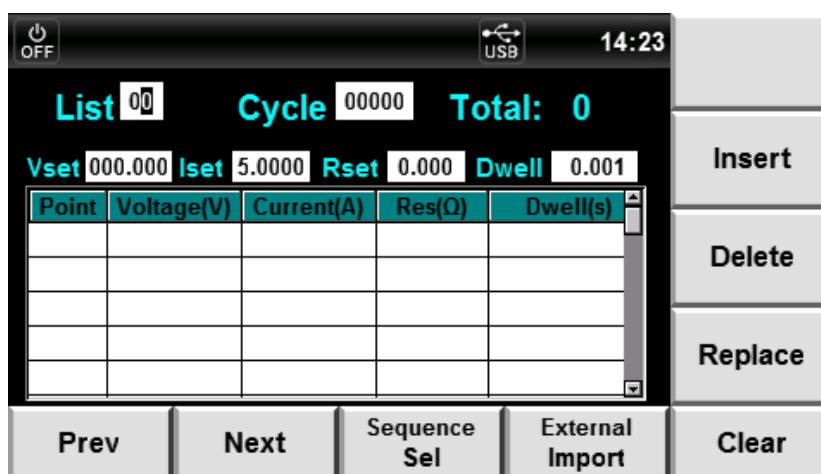 OFF USB 14:23
List 00 Cycle 00000 Total: 0
Vset 000.000 Iset 5.0000 Rset 0.000 Dwell 0.001
Point Voltage(V) Current(A) Res(Ω) Dwell(s)
Insert
Delete
Replace
Prev Next Sequence Sel External Import Clear